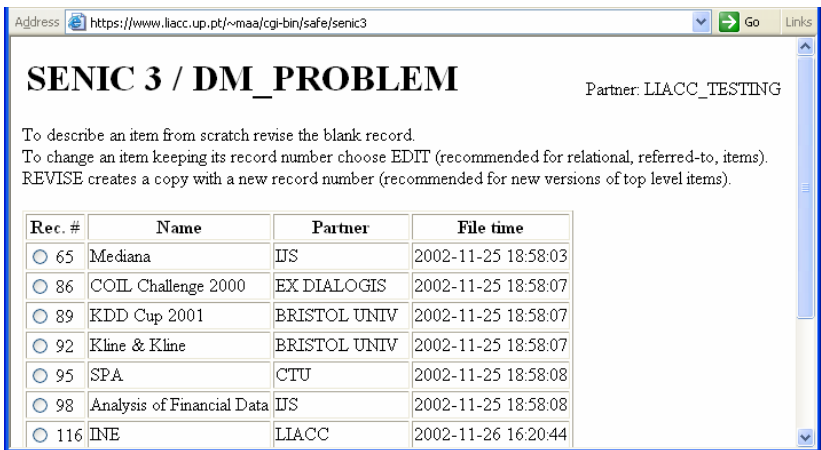 Address https://www.liacc.up.pt/~maa/cgi-bin/safe/senic3 Go Links
SENIC 3 / DM_PROBLEM
Partner: LIACC_TESTING
To describe an item from scratch revise the blank record.
To change an item keeping its record number choose EDIT (recommended for relational, referred-to, items).
REVISE creates a copy with a new record number (recommended for new versions of top level items).
Rec. # Name Partner File time
65 Mediana IJS 2002-11-25 18:58:03
86 COIL Challenge 2000 EX DIALOGIS 2002-11-25 18:58:07
89 KDD Cup 2001 BRISTOL UNIV 2002-11-25 18:58:07
92 Kline & Kline BRISTOL UNIV 2002-11-25 18:58:07
95 SPA CTU 2002-11-25 18:58:08
98 Analysis of Financial Data IJS 2002-11-25 18:58:08
116 INE LIACC 2002-11-26 16:20:44